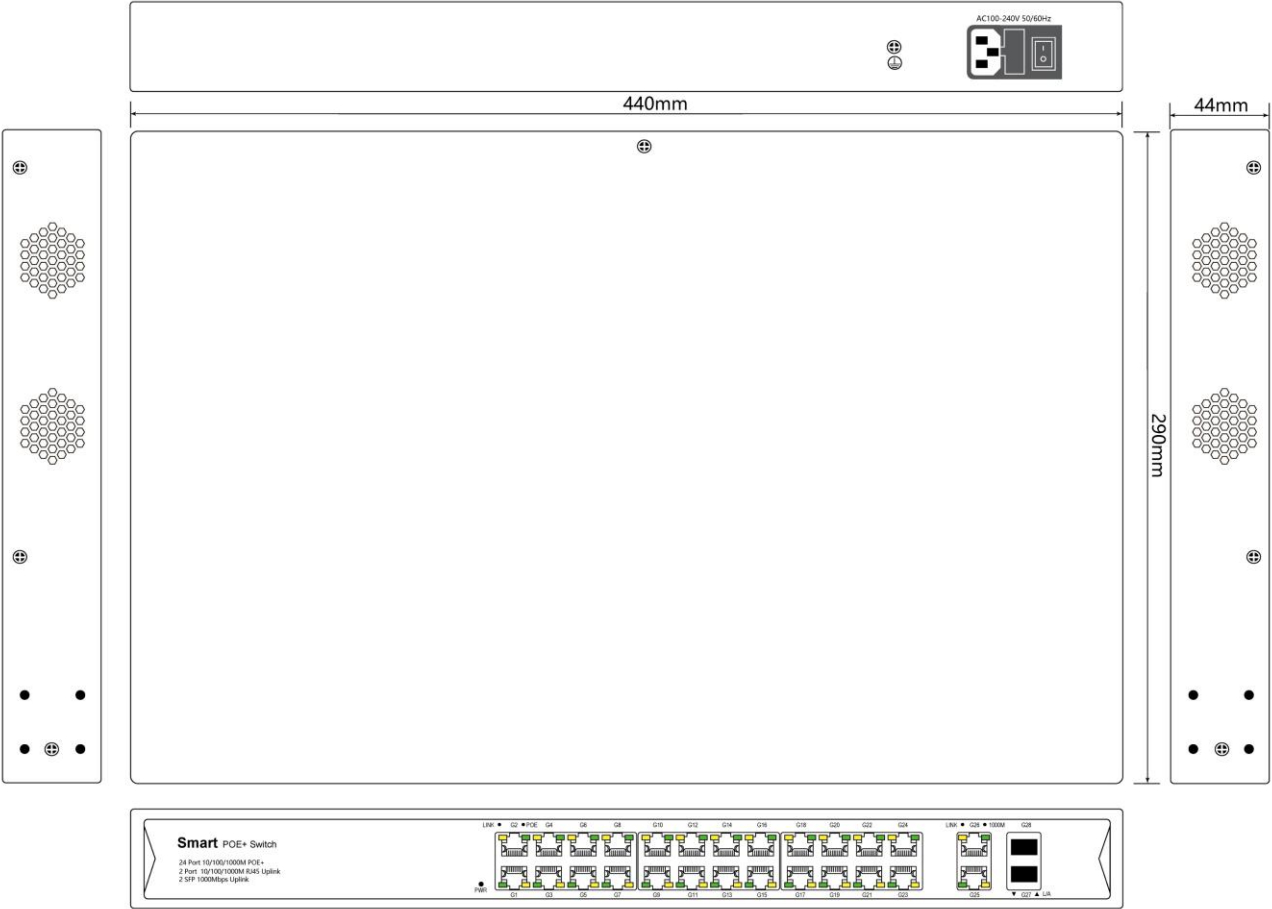 AC100-240V 50/60Hz
440mm
44mm
290mm
LINK G2 POE G4 G6 G8 G10 G12 G14 G16 G18 G20 G22 G24 LINK G26 1000M G28
Smart POE+ Switch
24 Port 10/100/1000M POE+
2 Port 10/100/1000M RJ45 Uplink
2 SFP 1000Mbps Uplink
PWR
G1 G3 G5 G7 G9 G11 G13 G15 G17 G19 G21 G23 G25 ▼ G27 ▲ L/A